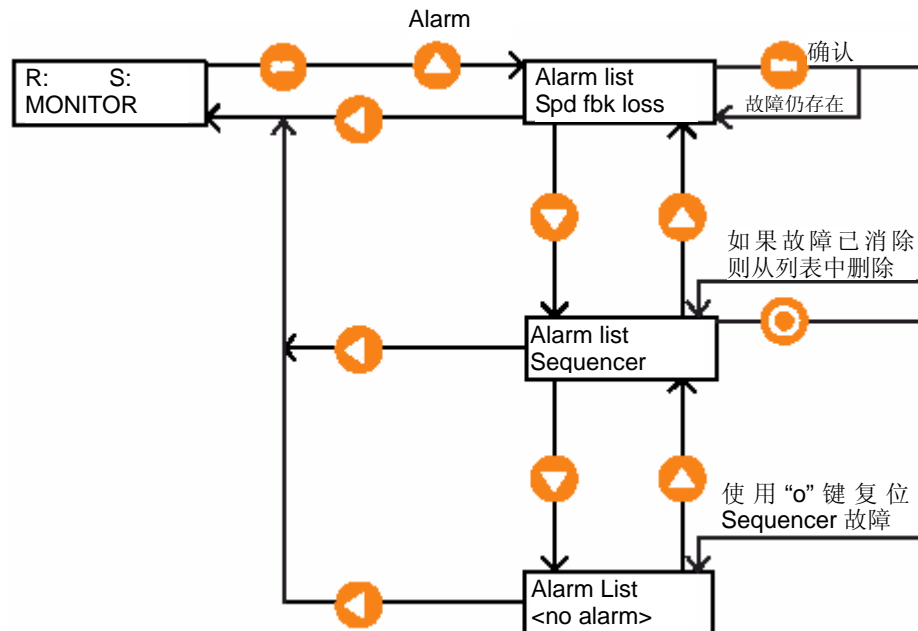 Alarm
R: S:
MONITOR
Alarm list
Spd fbk loss
确认
故障仍存在
如果故障已消除
则从列表中删除
Alarm list
Sequencer
使用“o”键复位
Sequencer 故障
Alarm List
<no alarm>